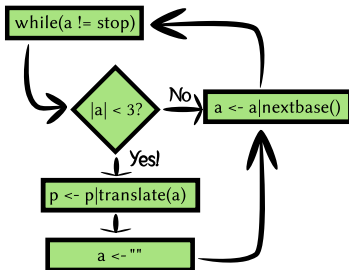 while(a != stop)
|a| < 3?
No
a <- a|nextbase()
Yes!
p <- p|translate(a)
a <- ""